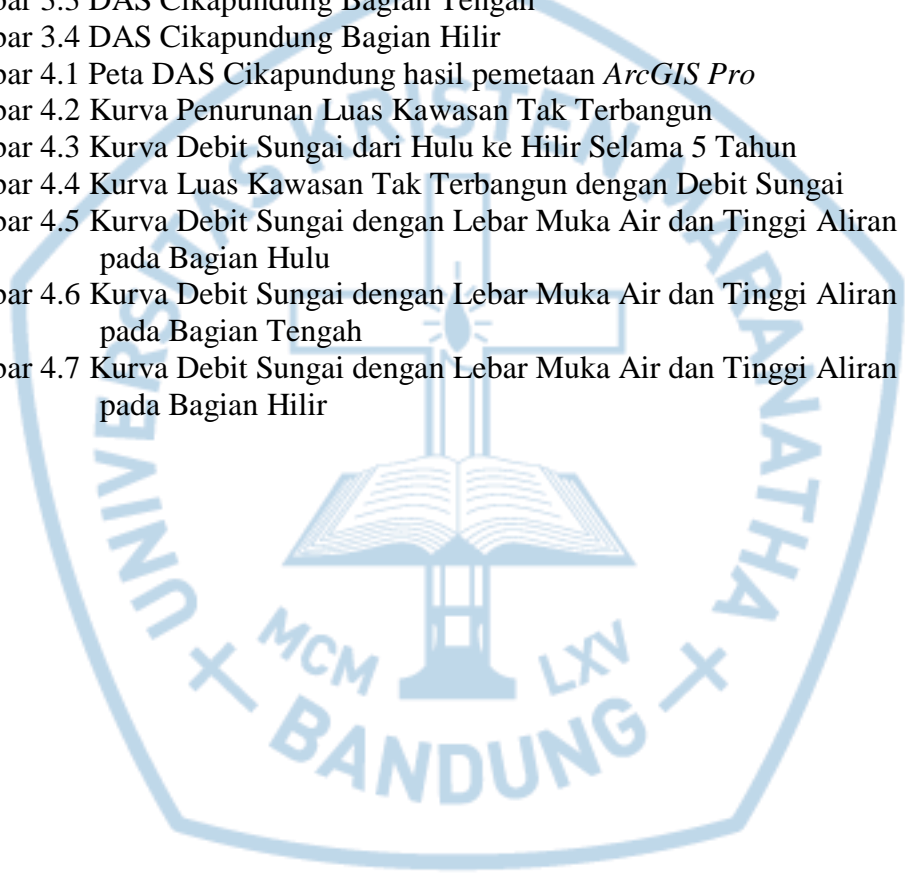 bar 3.3 DAS Cikapundung Bagian Tengah
bar 3.4 DAS Cikapundung Bagian Hilir
bar 4.1 Peta DAS Cikapundung hasil pemetaan ArcGIS Pro
bar 4.2 Kurva Penurunan Luas Kawasan Tak Terbangun
bar 4.3 Kurva Debit Sungai dari Hulu ke Hilir Selama 5 Tahun
bar 4.4 Kurva Luas Kawasan Tak Terbangun dengan Debit Sungai
bar 4.5 Kurva Debit Sungai dengan Lebar Muka Air dan Tinggi Aliran
pada Bagian Hulu
bar 4.6 Kurva Debit Sungai dengan Lebar Muka Air dan Tinggi Aliran
pada Bagian Tengah
bar 4.7 Kurva Debit Sungai dengan Lebar Muka Air dan Tinggi Aliran
pada Bagian Hilir
UNIVERSITAS KRISTEN MARANATHA
MCM LXV
BANDUNG